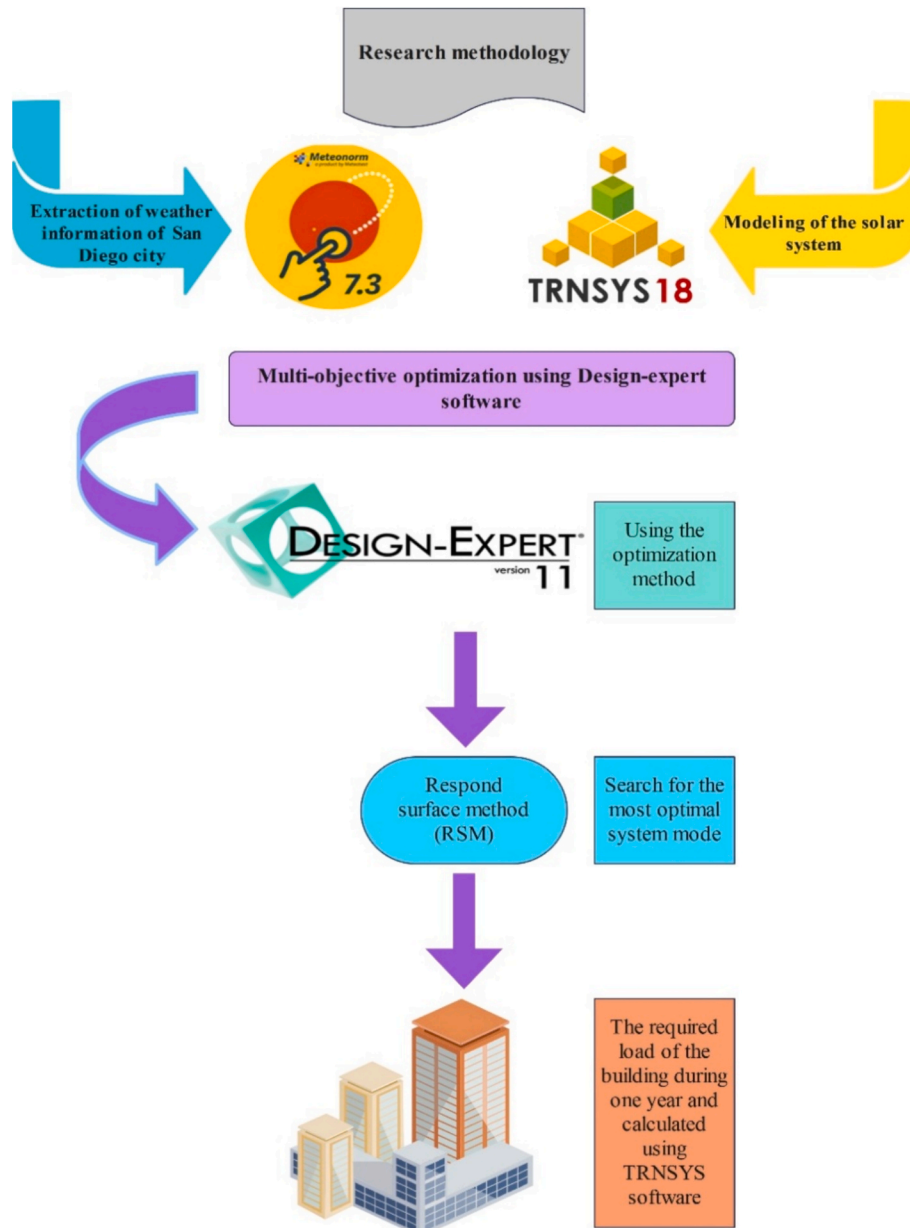 Research methodology
Extraction of weather
information of San
Diego city
Meteonorm
7.3
TRNSYS 18
Modeling of the solar
system
Multi-objective optimization using Design-expert
software
DESIGN-EXPERT®
version 11
Using the
optimization
method
Respond
surface method
(RSM)
Search for the
most optimal
system mode
The required
load of the
building during
one year and
calculated
using
TRNSYS
software